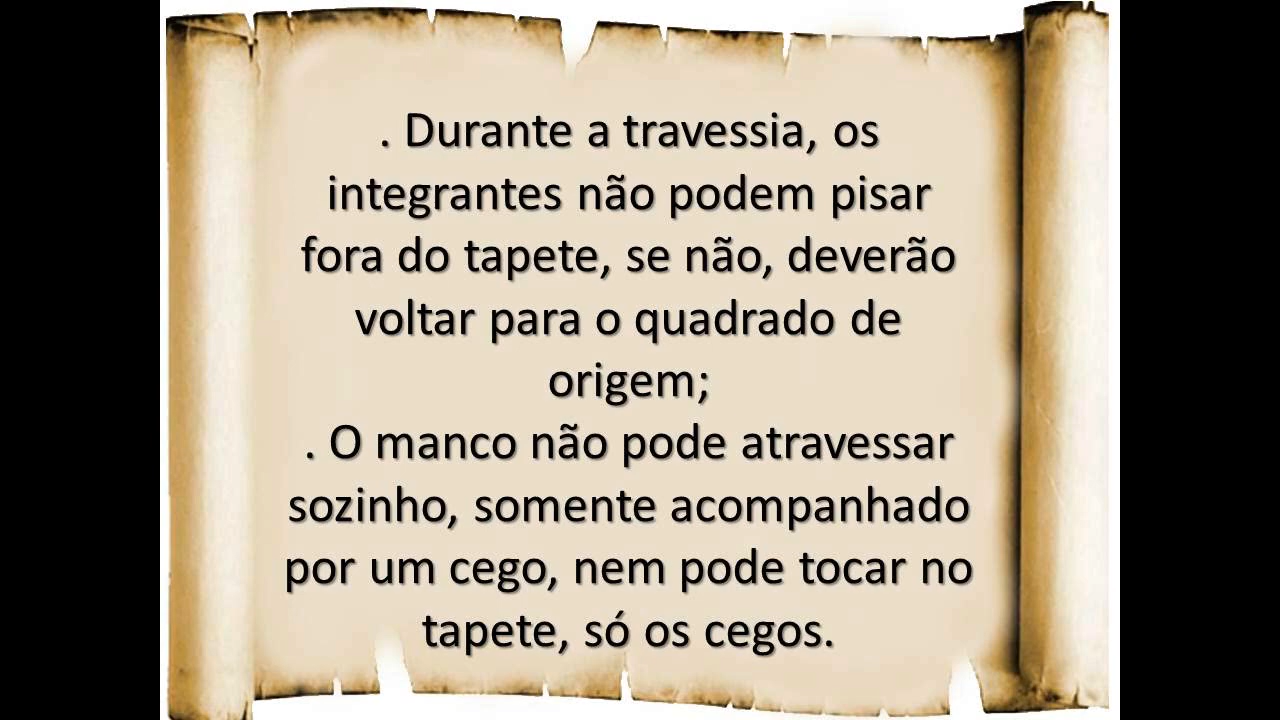 . Durante a travessia, os
integrantes não podem pisar
fora do tapete, se não, deverão
voltar para o quadrado de
origem;
. O manco não pode atravessar
sozinho, somente acompanhado
por um cego, nem pode tocar no
tapete, só os cegos.